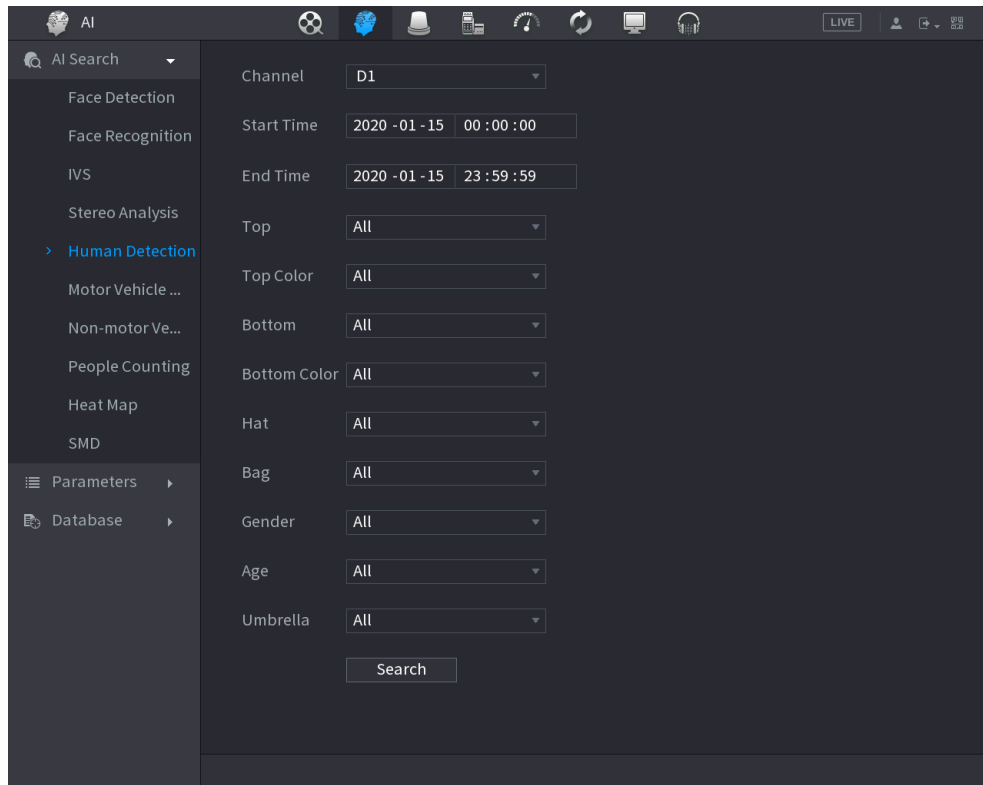 AI
LIVE
AI Search
Face Detection
Face Recognition
IVS
Stereo Analysis
Human Detection
Motor Vehicle ...
Non-motor Ve...
People Counting
Heat Map
SMD
Parameters
Database
Channel D1
Start Time 2020 -01 -15 00 :00 :00
End Time 2020 -01 -15 23 :59 :59
Top All
Top Color All
Bottom All
Bottom Color All
Hat All
Bag All
Gender All
Age All
Umbrella All
Search